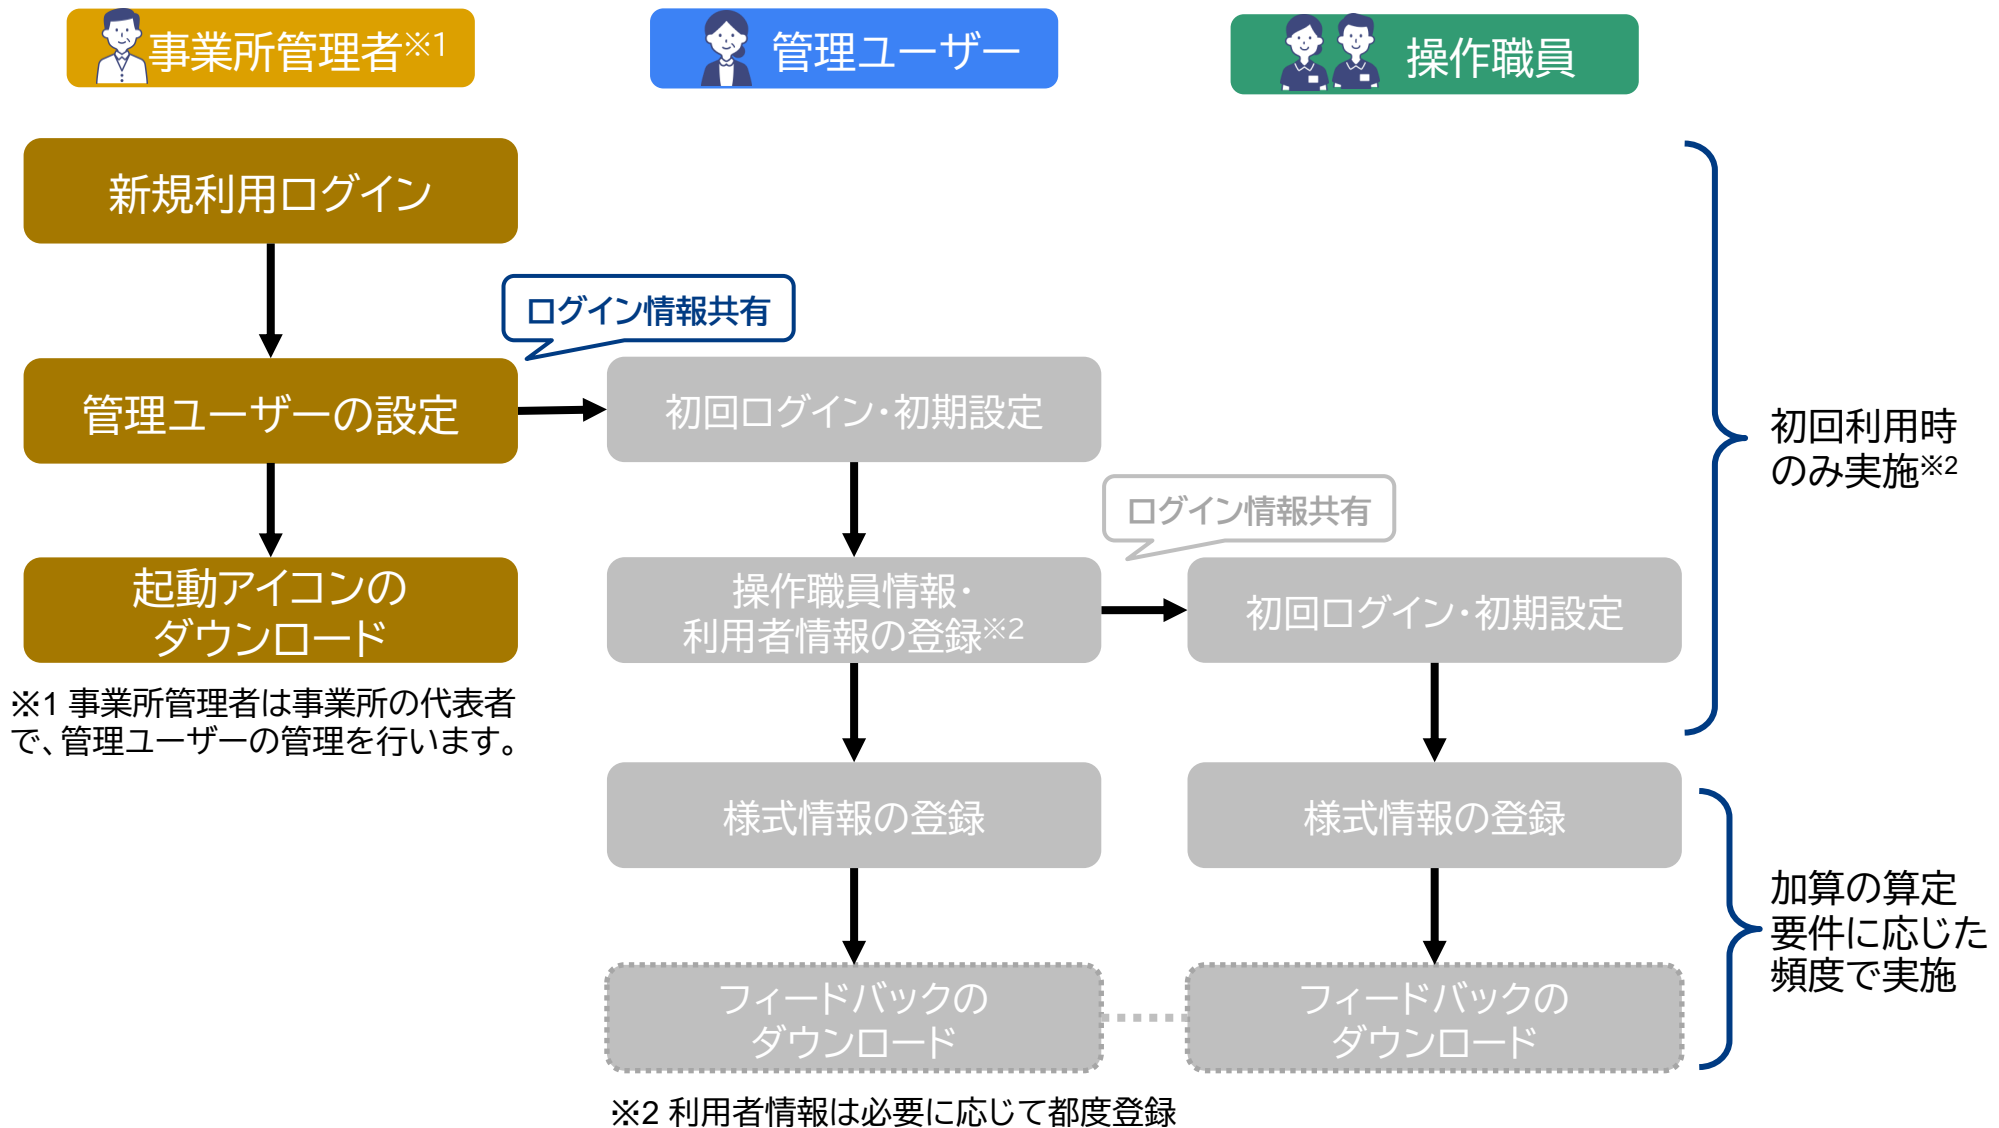 事業所管理者※1
管理ユーザー
操作職員
新規利用ログイン
ログイン情報共有
管理ユーザーの設定
初回ログイン・初期設定
初回利用時
のみ実施※2
ログイン情報共有
起動アイコンの
ダウンロード
操作職員情報・
利用者情報の登録※2
初回ログイン・初期設定
※1 事業所管理者は事業所の代表者
で、管理ユーザーの管理を行います。
様式情報の登録
様式情報の登録
加算の算定
要件に応じた
頻度で実施
フィードバックの
ダウンロード
フィードバックの
ダウンロード
※2 利用者情報は必要に応じて都度登録